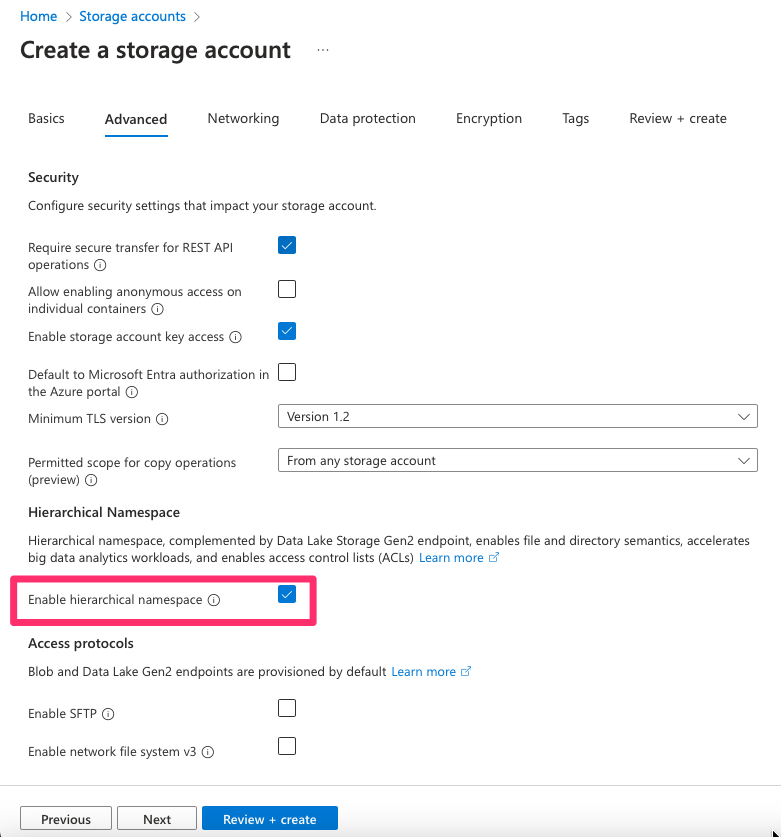 Home > Storage accounts >
Create a storage account ...
Basics Advanced Networking Data protection Encryption Tags Review + create
Security
Configure security settings that impact your storage account.
Require secure transfer for REST API
operations
Allow enabling anonymous access on
individual containers
Enable storage account key access
Default to Microsoft Entra authorization in
the Azure portal
Minimum TLS version
Version 1.2
Permitted scope for copy operations
(preview)
From any storage account
Hierarchical Namespace
Hierarchical namespace, complemented by Data Lake Storage Gen2 endpoint, enables file and directory semantics, accelerates
big data analytics workloads, and enables access control lists (ACLs) Learn more
Enable hierarchical namespace
Access protocols
Blob and Data Lake Gen2 endpoints are provisioned by default Learn more
Enable SFTP
Enable network file system v3
Previous Next Review + create